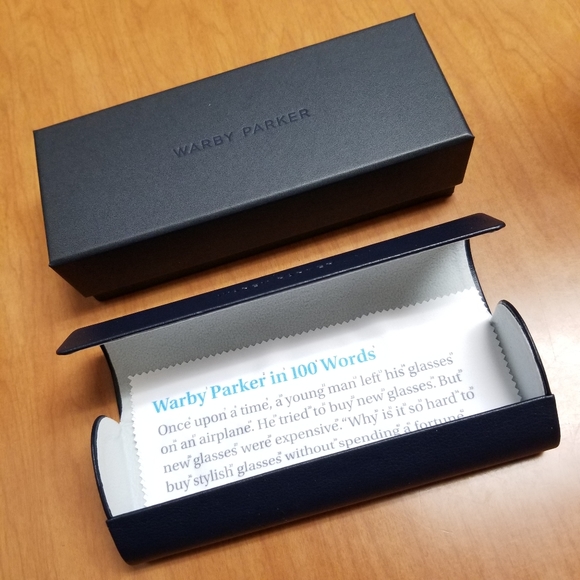 WARBY PARKER
Warby Parker in 100 Words
Once upon a time, a young man left his glasses
on an airplane. He tried to buy new glasses. But
new glasses were expensive. "Why is it so hard to
buy stylish glasses without spending a fortune